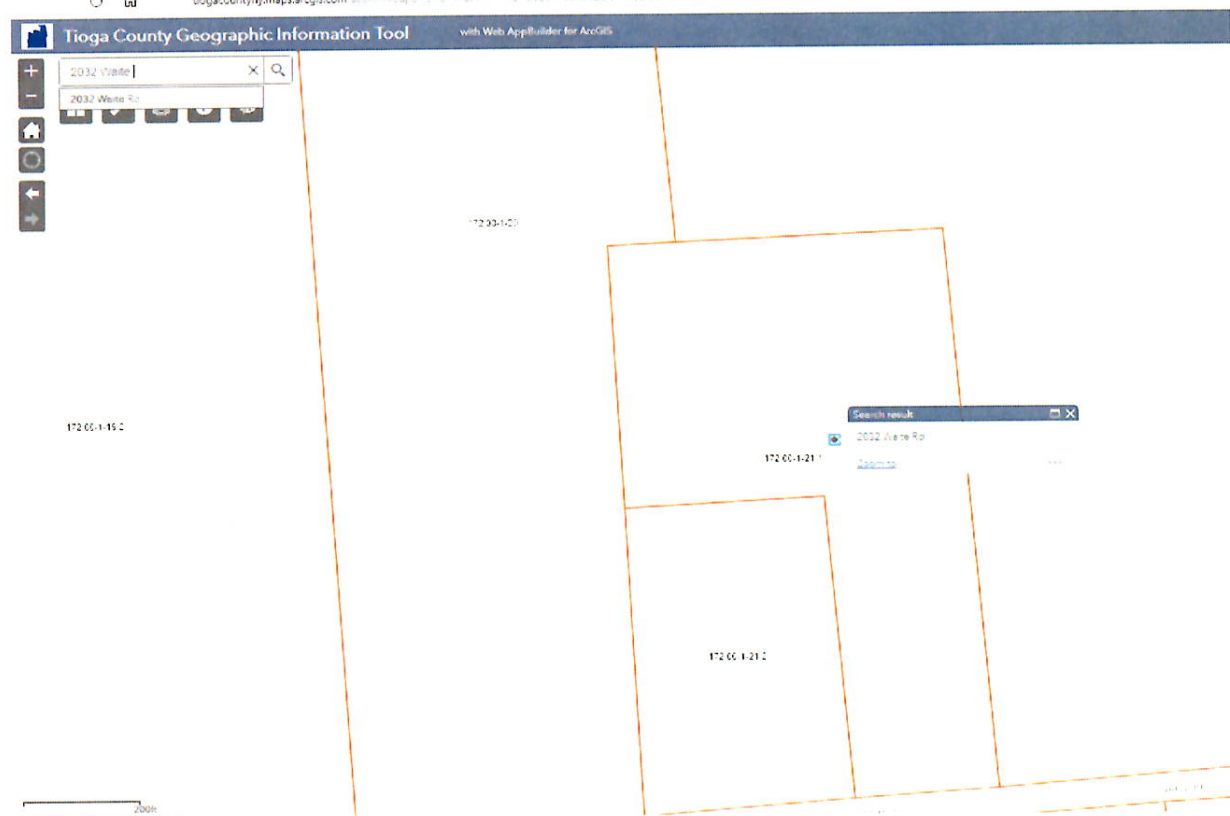 Tioga County Geographic Information Tool
with Web AppBuilder for ArcGIS
2032 Waite
2032 Waite Rd
172.00-1-20
172.00-1-19.2
Search result
2032 Waite Rd
172.00-1-21.1
Zoom to
172.00-1-21.2
200ft